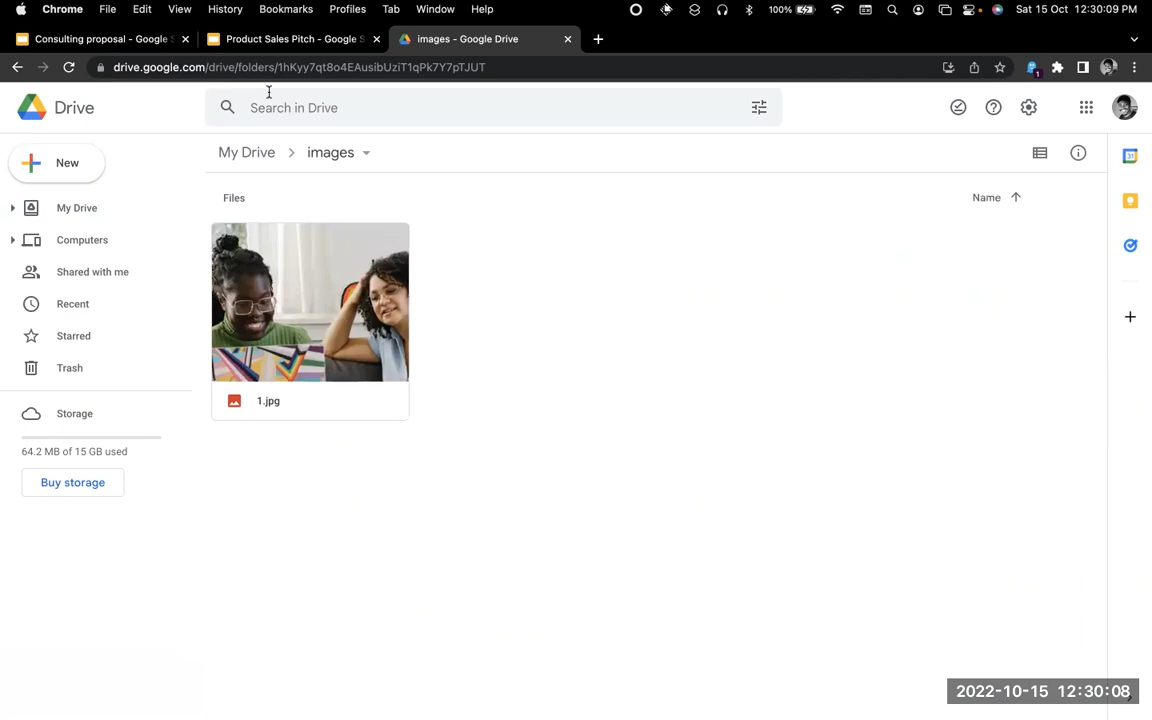 Chrome File Edit View History Bookmarks Profiles Tab Window Help 100% Sat 15 Oct 12:30:09 PM
Consulting proposal - Google S Product Sales Pitch - Google S images - Google Drive
drive.google.com/drive/folders/1hKyy7qt8o4EAusibUziT1qPk7Y7pTJUT 1
Drive Search in Drive
New My Drive images
31
My Drive
Files Name
Computers
Shared with me
Recent
Starred
Trash
1.jpg
Storage
64.2 MB of 15 GB used
Buy storage
2022-10-15 12:30:08